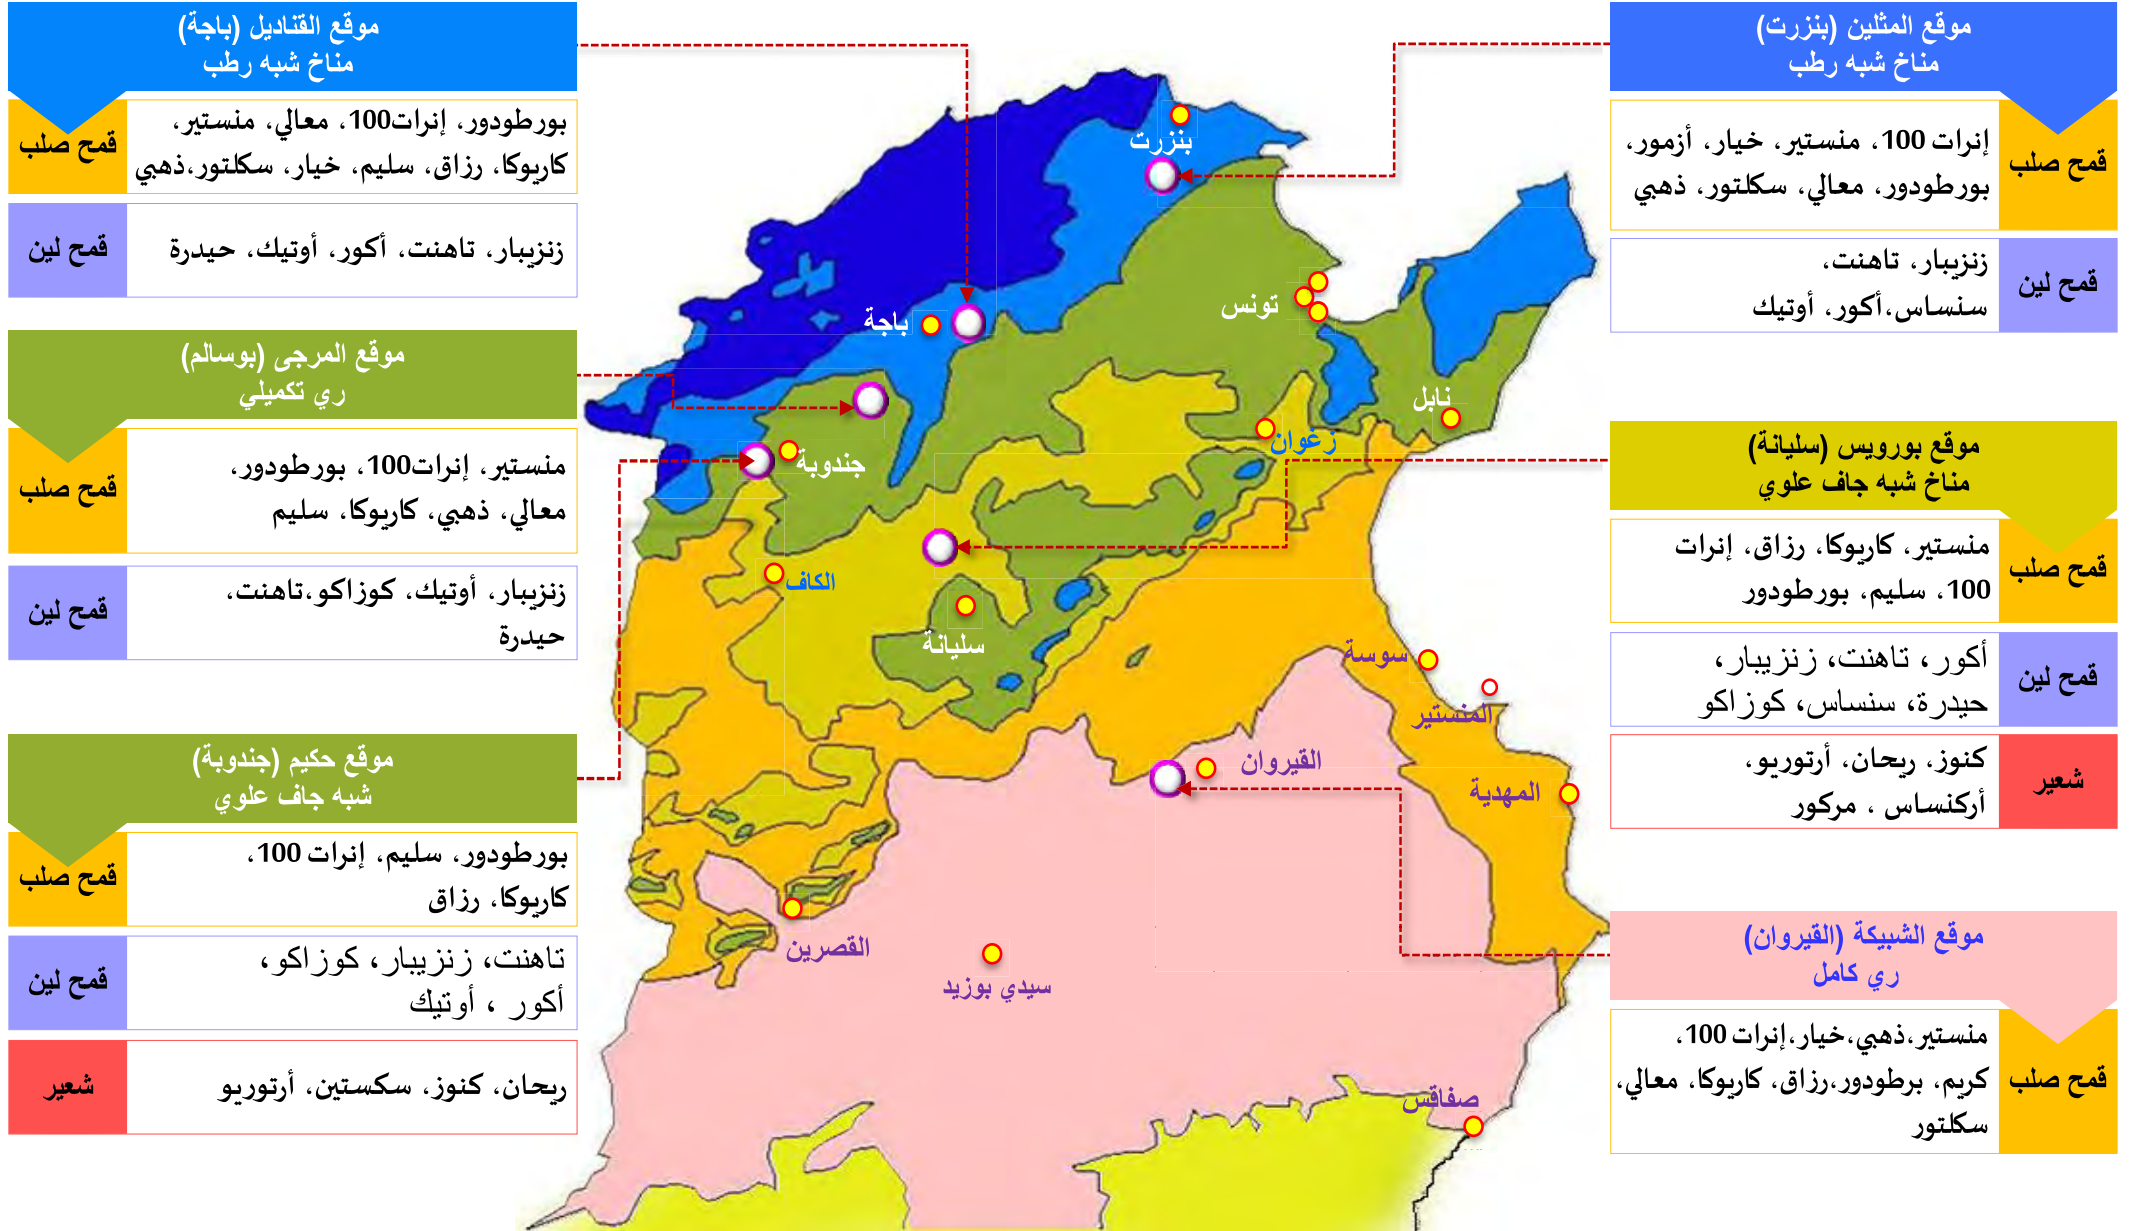 موقع المثلين (بنزرت)
مناخ شبه رطب
قمح صلب
إنرات 100، منستير، خيار، أزمور،
بورطودور، معالي، سكلتور، ذهبي
قمح لين
زنزيبار، تاهنت،
سنساس،أكور، أوتيك
موقع بورويس (سليانة)
مناخ شبه جاف علوي
قمح صلب
منستير، كاريوكا، رزاق، إنرات
100، سليم، بورطودور
قمح لين
أكور، تاهنت، زنزيبار،
حيدرة، سنساس، كوزاكو
شعير
كنوز، ريحان، أرتوريو،
أركنساس ، مركور
موقع الشبيكة (القيروان)
ري كامل
قمح صلب
منستير،ذهبي،خيار،إنرات 100،
كريم، برطودور،رزاق، كاريوكا، معالي،
سكلتور
بنزرت
تونس
باجة
نابل
زغوان
جندوبة
الكاف
سليانة
سوسة
المنستير
القيروان
المهدية
القصرين
سيدي بوزيد
صفاقس
موقع القناديل (باجة)
مناخ شبه رطب
قمح صلب
بورطودور، إنرات100، معالي، منستير،
كاريوكا، رزاق، سليم، خيار، سكلتور،ذهبي
قمح لين
زنزيبار، تاهنت، أكور، أوتيك، حيدرة
موقع المرجى (بوسالم)
ري تكميلي
قمح صلب
منستير، إنرات100، بورطودور،
معالي، ذهبي، كاريوكا، سليم
قمح لين
زنزيبار، أوتيك، كوزاكو،تاهنت،
حيدرة
موقع حكيم (جندوبة)
شبه جاف علوي
قمح صلب
بورطودور، سليم، إنرات 100،
كاريوكا، رزاق
قمح لين
تاهنت، زنزيبار، كوزاكو،
أكور ، أوتيك
شعير
ريحان، كنوز، سكستين، أرتوريو